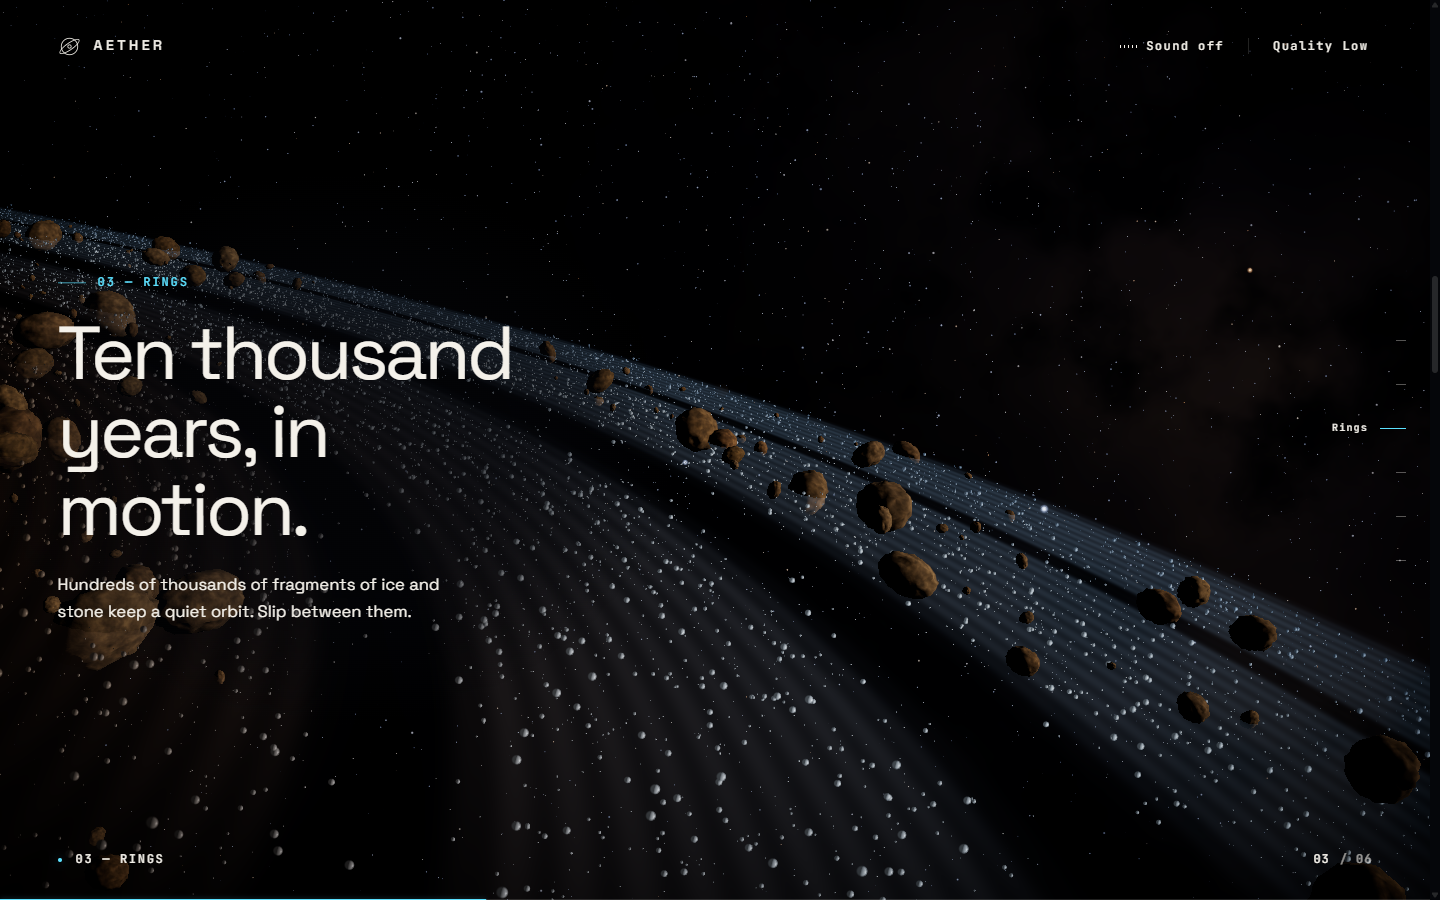 AETHER
Sound off
Quality Low
03 — RINGS
Ten thousand
years, in
motion.
Hundreds of thousands of fragments of ice and
stone keep a quiet orbit. Slip between them.
Rings
03 — RINGS
03 / 06